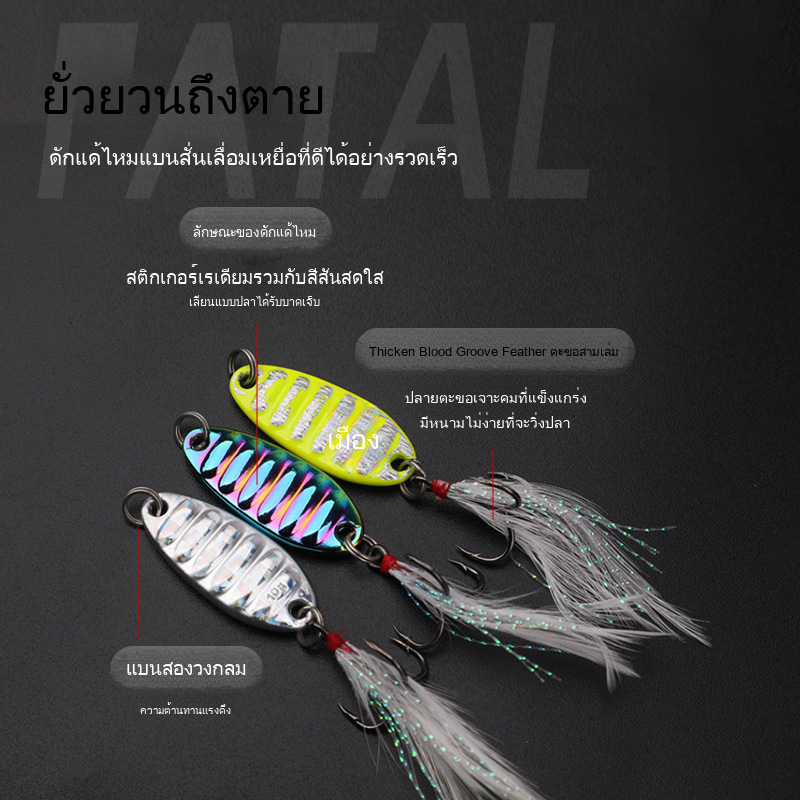 FATAL
ยั่วยวนถึงตาย
ดักแด้ไหมแบนสั่นเลื่อมเหยื่อที่ดีได้อย่างรวดเร็ว
ลักษณะของดักแด้ไหม
สติกเกอร์เรเดียมรวมกับสีสันสดใส
เลียนแบบปลาได้รับบาดเจ็บ
Thicken Blood Groove Feather ตะขอสามเล่ม
ปลายตะขอเจาะคมที่แข็งแกร่ง
มีหนามไม่ง่ายที่จะวิ่งปลา
เมือง
10g
แบนสองวงกลม
ความต้านทานแรงดึง